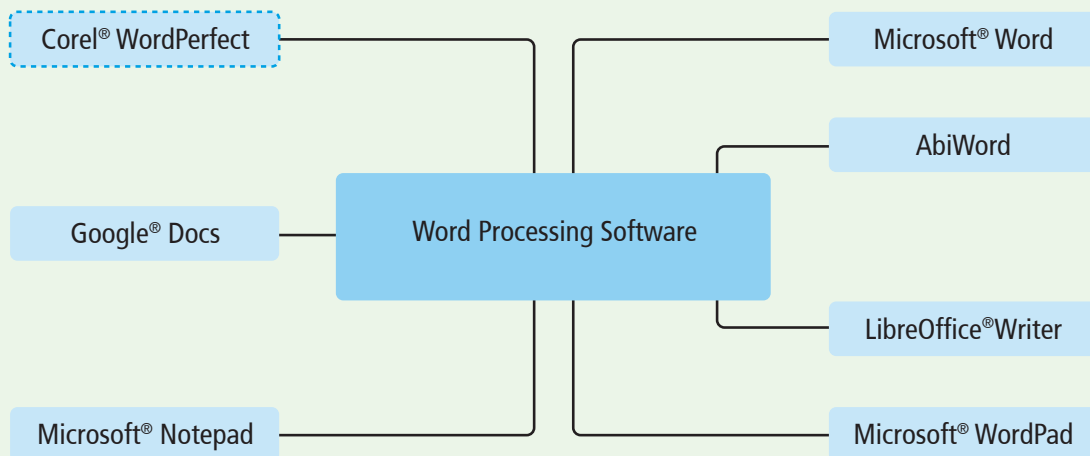 Corel® WordPerfect
Microsoft® Word
AbiWord
Google® Docs
Word Processing Software
LibreOffice®Writer
Microsoft® Notepad
Microsoft® WordPad